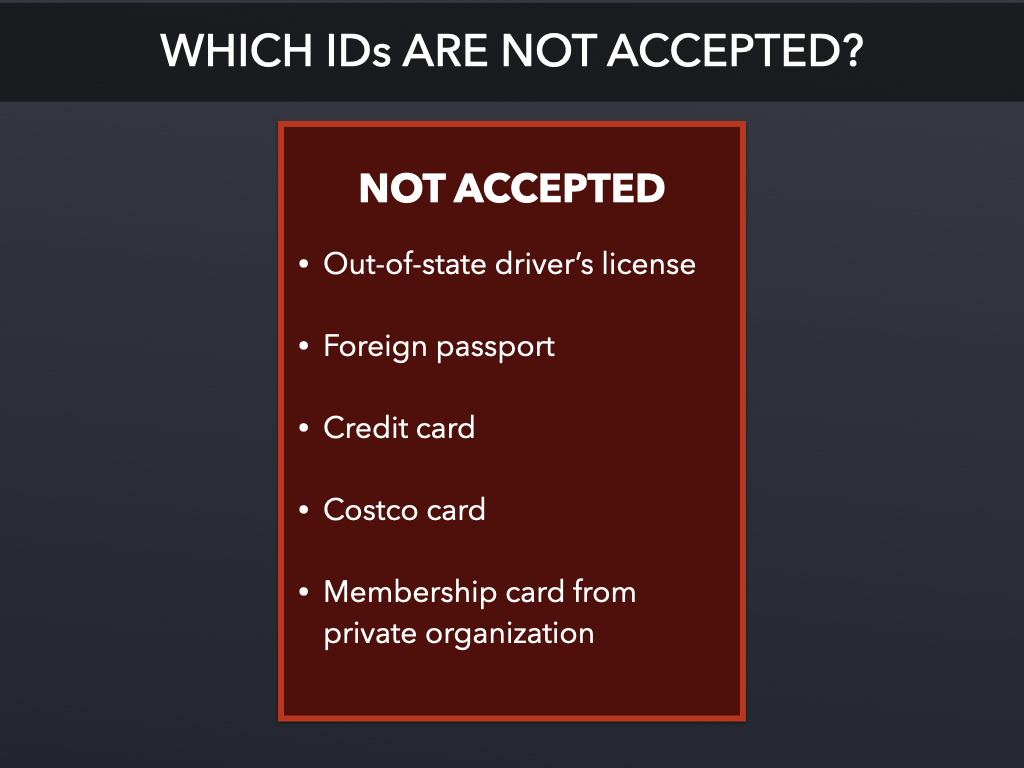 WHICH IDs ARE NOT ACCEPTED?
NOT ACCEPTED
• Out-of-state driver’s license
• Foreign passport
• Credit card
• Costco card
• Membership card from
private organization